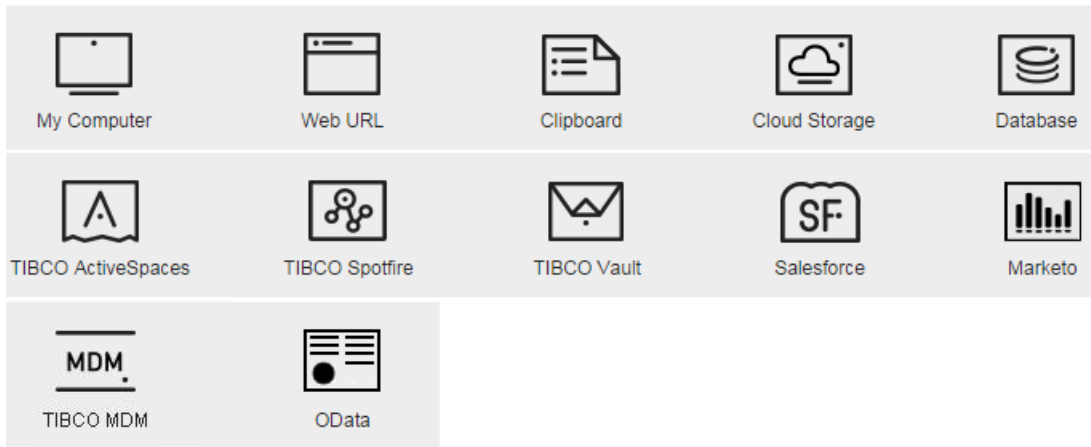 My Computer
Web URL
Clipboard
Cloud Storage
Database
TIBCO ActiveSpaces
TIBCO Spotfire
TIBCO Vault
SF
Salesforce
Marketo
MDM
TIBCO MDM
OData